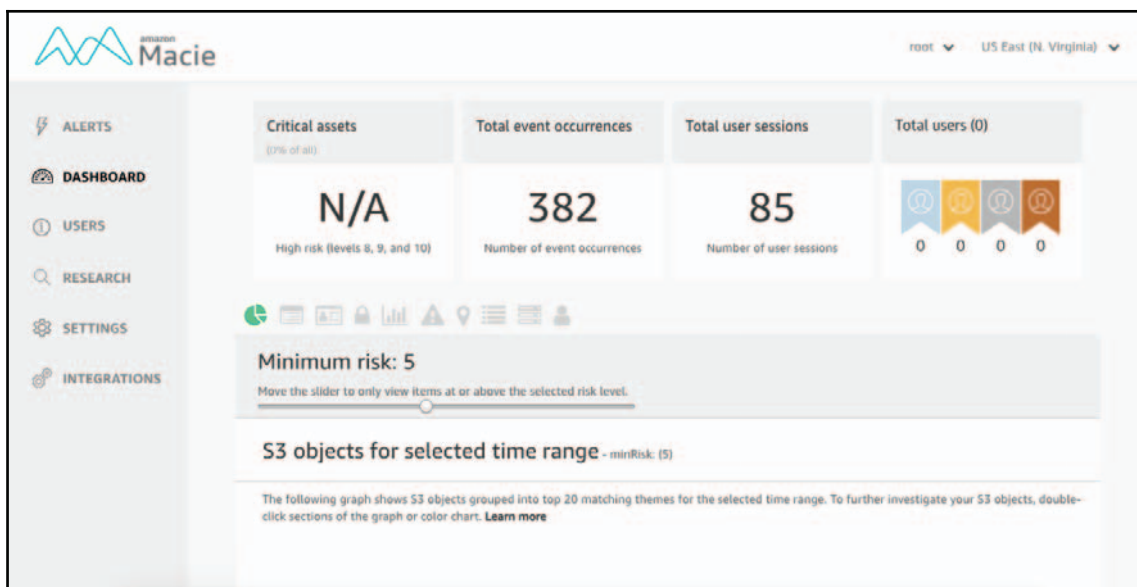 amazon
Macie
root
US East (N. Virginia)
ALERTS
DASHBOARD
USERS
RESEARCH
SETTINGS
INTEGRATIONS
Critical assets
(0% of all)
N/A
High risk (levels 8, 9, and 10)
Total event occurrences
382
Number of event occurrences
Total user sessions
85
Number of user sessions
Total users (0)
0 0 0 0
Minimum risk: 5
Move the slider to only view items at or above the selected risk level.
S3 objects for selected time range - minRisk: (5)
The following graph shows S3 objects grouped into top 20 matching themes for the selected time range. To further investigate your S3 objects, double-
click sections of the graph or color chart. Learn more